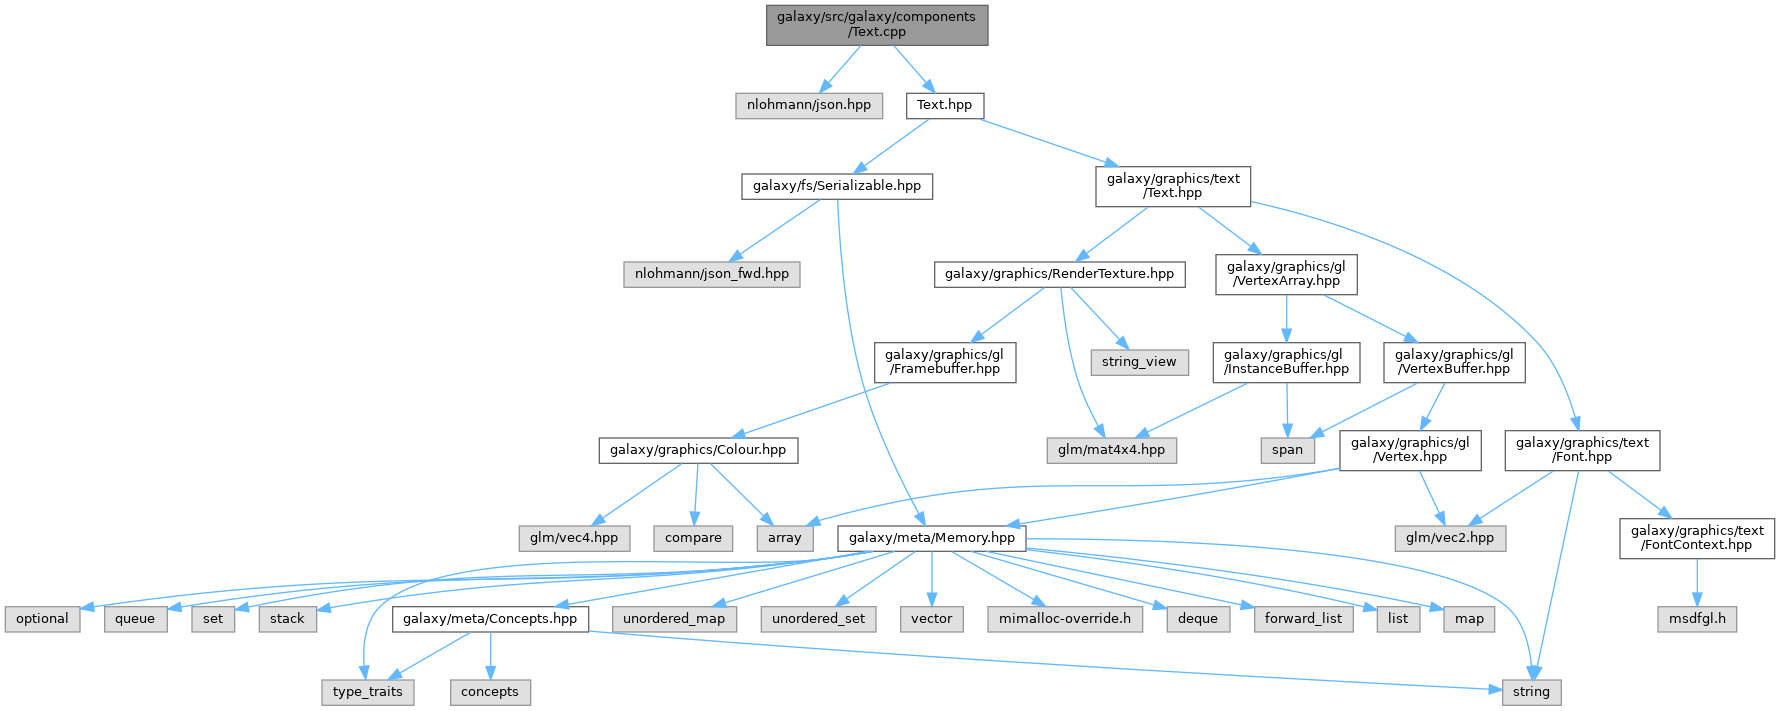 galaxy/src/galaxy/components
/Text.cpp
nlohmann/json.hpp
Text.hpp
galaxy/fs/Serializable.hpp
galaxy/graphics/text
/Text.hpp
nlohmann/json_fwd.hpp
galaxy/graphics/RenderTexture.hpp
galaxy/graphics/gl
/VertexArray.hpp
galaxy/graphics/gl
/Framebuffer.hpp
string_view
galaxy/graphics/gl
/InstanceBuffer.hpp
galaxy/graphics/gl
/VertexBuffer.hpp
galaxy/graphics/Colour.hpp
glm/mat4x4.hpp
span
galaxy/graphics/gl
/Vertex.hpp
galaxy/graphics/text
/Font.hpp
glm/vec4.hpp
compare
array
galaxy/meta/Memory.hpp
glm/vec2.hpp
galaxy/graphics/text
/FontContext.hpp
optional
queue
set
stack
galaxy/meta/Concepts.hpp
unordered_map
unordered_set
vector
mimalloc-override.h
deque
forward_list
list
map
msdfgl.h
type_traits
concepts
string